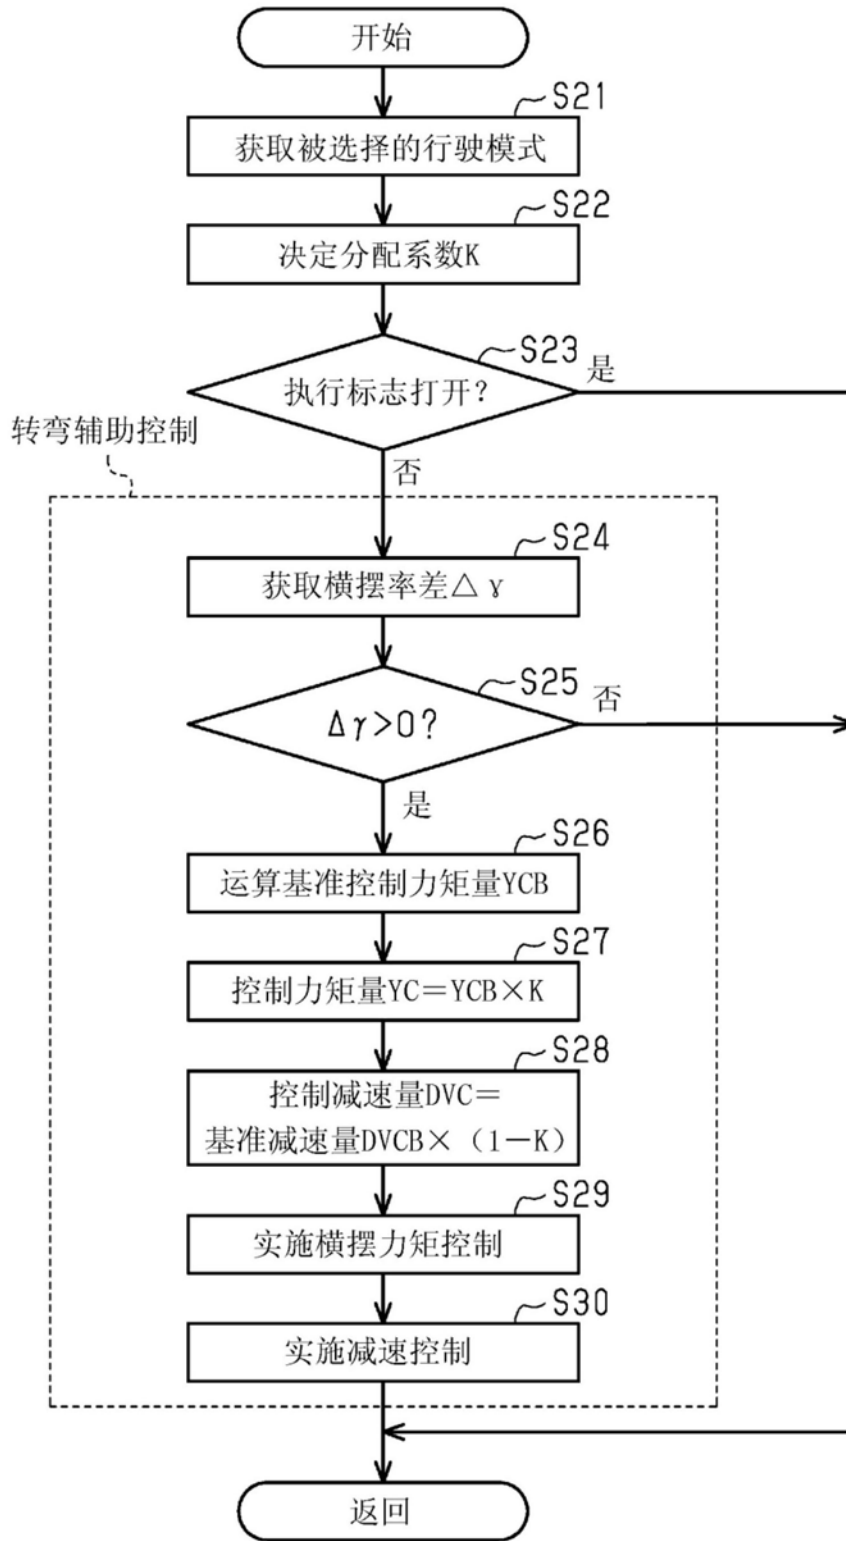 开始
S21
获取被选择的行驶模式
S22
决定分配系数K
S23
执行标志打开?
是
转弯辅助控制
否
S24
获取横摆率差△γ
S25
Δγ>0?
否
是
S26
运算基准控制力矩量YCB
S27
控制力矩量YC=YCB×K
S28
控制减速量DVC=
基准减速量DVCB×（1-K）
S29
实施横摆力矩控制
S30
实施减速控制
返回